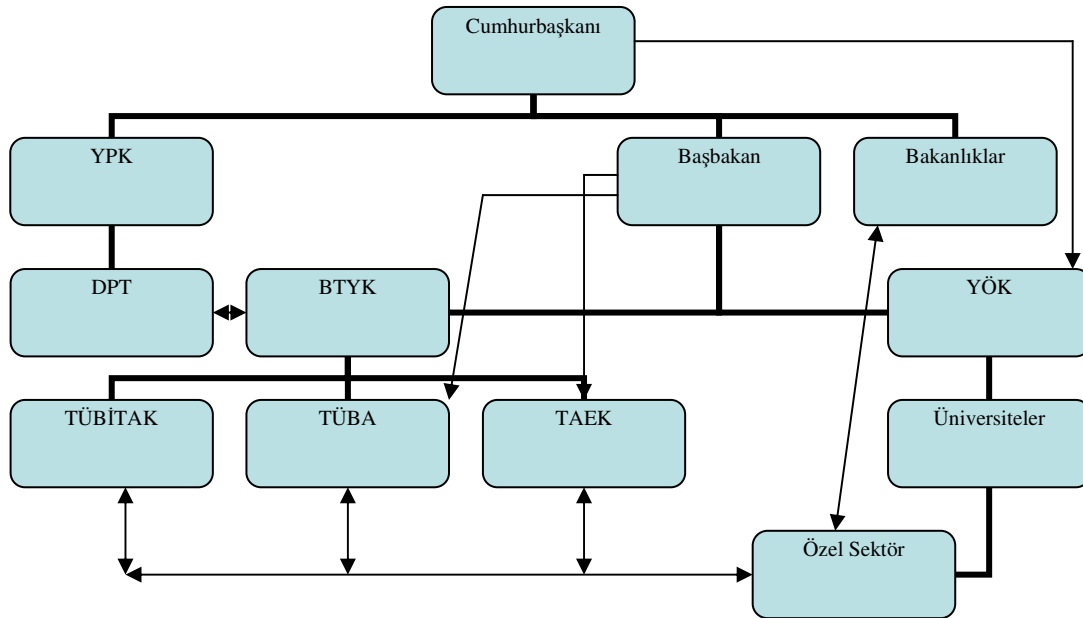 Cumhurbaşkanı
YPK
Başbakan
Bakanlıklar
DPT
BTYK
YÖK
TÜBİTAK
TÜBA
TAEK
Üniversiteler
Özel Sektör